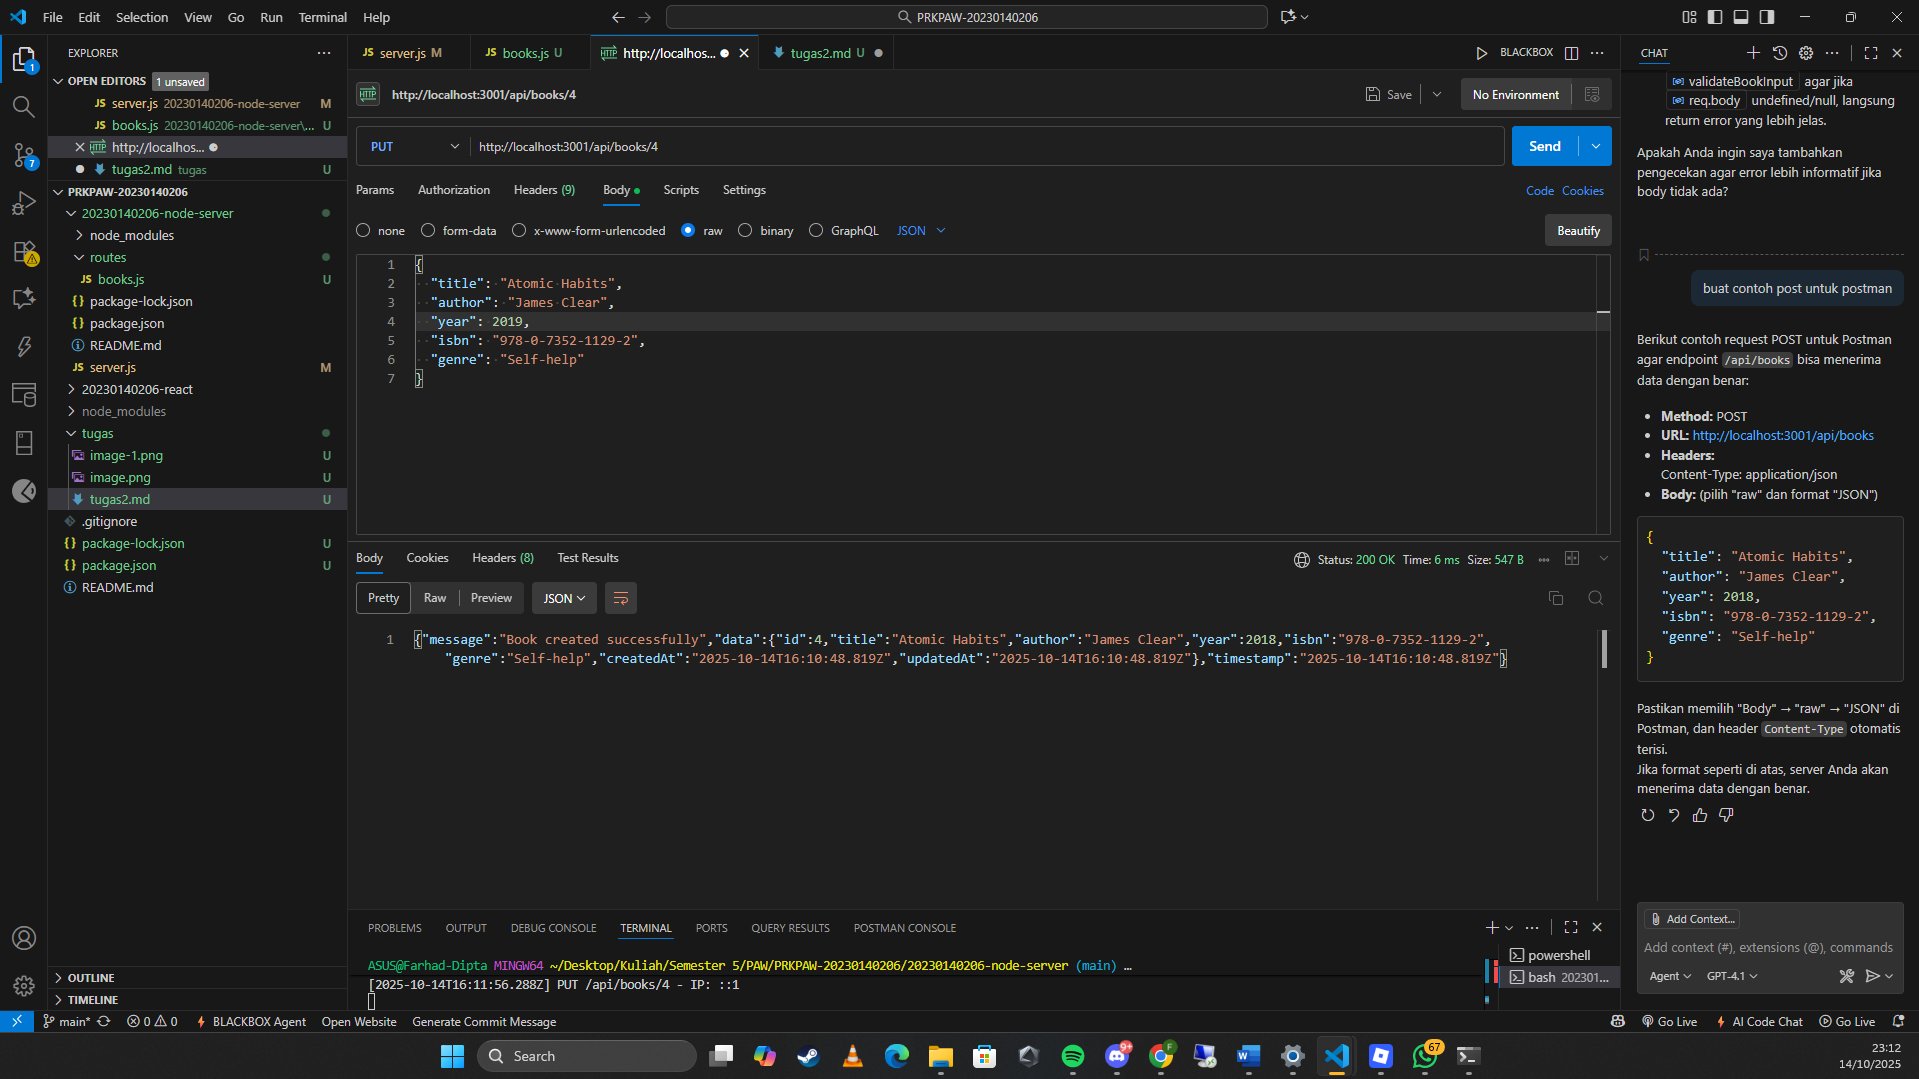 File Edit Selection View Go Run Terminal Help
PRKPAW-20230140206
EXPLORER
OPEN EDITORS 1 unsaved
JS server.js 20230140206-node-server M
JS books.js 20230140206-node-server\... U
HTTP http://localhos...
tugas2.md tugas U
PRKPAW-20230140206
20230140206-node-server
node_modules
routes
JS books.js U
{} package-lock.json
{} package.json
README.md
JS server.js M
20230140206-react
node_modules
tugas
image-1.png U
image.png U
tugas2.md U
.gitignore
{} package-lock.json U
{} package.json U
README.md
OUTLINE
TIMELINE
JS server.js M
JS books.js U
HTTP http://localhos...
tugas2.md U
BLACKBOX
HTTP http://localhost:3001/api/books/4
Save
No Environment
PUT http://localhost:3001/api/books/4
Send
Params Authorization Headers (9) Body Scripts Settings
Code Cookies
none form-data x-www-form-urlencoded raw binary GraphQL JSON
Beautify
1 {
2 "title": "Atomic Habits",
3 "author": "James Clear",
4 "year": 2019,
5 "isbn": "978-0-7352-1129-2",
6 "genre": "Self-help"
7 }
Body Cookies Headers (8) Test Results
Status: 200 OK Time: 6 ms Size: 547 B
Pretty Raw Preview JSON
1 {"message":"Book created successfully","data":{"id":4,"title":"Atomic Habits","author":"James Clear","year":2018,"isbn":"978-0-7352-1129-2",
"genre":"Self-help","createdAt":"2025-10-14T16:10:48.819Z","updatedAt":"2025-10-14T16:10:48.819Z"},"timestamp":"2025-10-14T16:10:48.819Z"}
PROBLEMS OUTPUT DEBUG CONSOLE TERMINAL PORTS QUERY RESULTS POSTMAN CONSOLE
ASUS@Farhad-Dipta MINGW64 ~/Desktop/Kuliah/Semester 5/PAW/PRKPAW-20230140206/20230140206-node-server (main) ...
[2025-10-14T16:11:56.288Z] PUT /api/books/4 - IP: ::1
powershell
bash 202301...
CHAT
validateBookInput agar jika
req.body undefined/null, langsung
return error yang lebih jelas.
Apakah Anda ingin saya tambahkan
pengecekan agar error lebih informatif jika
body tidak ada?
buat contoh post untuk postman
Berikut contoh request POST untuk Postman
agar endpoint /api/books bisa menerima
data dengan benar:
Method: POST
URL: http://localhost:3001/api/books
Headers:
Content-Type: application/json
Body: (pilih "raw" dan format "JSON")
{
"title": "Atomic Habits",
"author": "James Clear",
"year": 2018,
"isbn": "978-0-7352-1129-2",
"genre": "Self-help"
}
Pastikan memilih "Body" → "raw" → "JSON" di
Postman, dan header Content-Type otomatis
terisi.
Jika format seperti di atas, server Anda akan
menerima data dengan benar.
Add Context...
Add context (#), extensions (@), commands
Agent GPT-4.1
main* 0 0 BLACKBOX Agent Open Website Generate Commit Message
Go Live AI Code Chat Go Live
1
7
Search
9+
F
67
23:12
14/10/2025